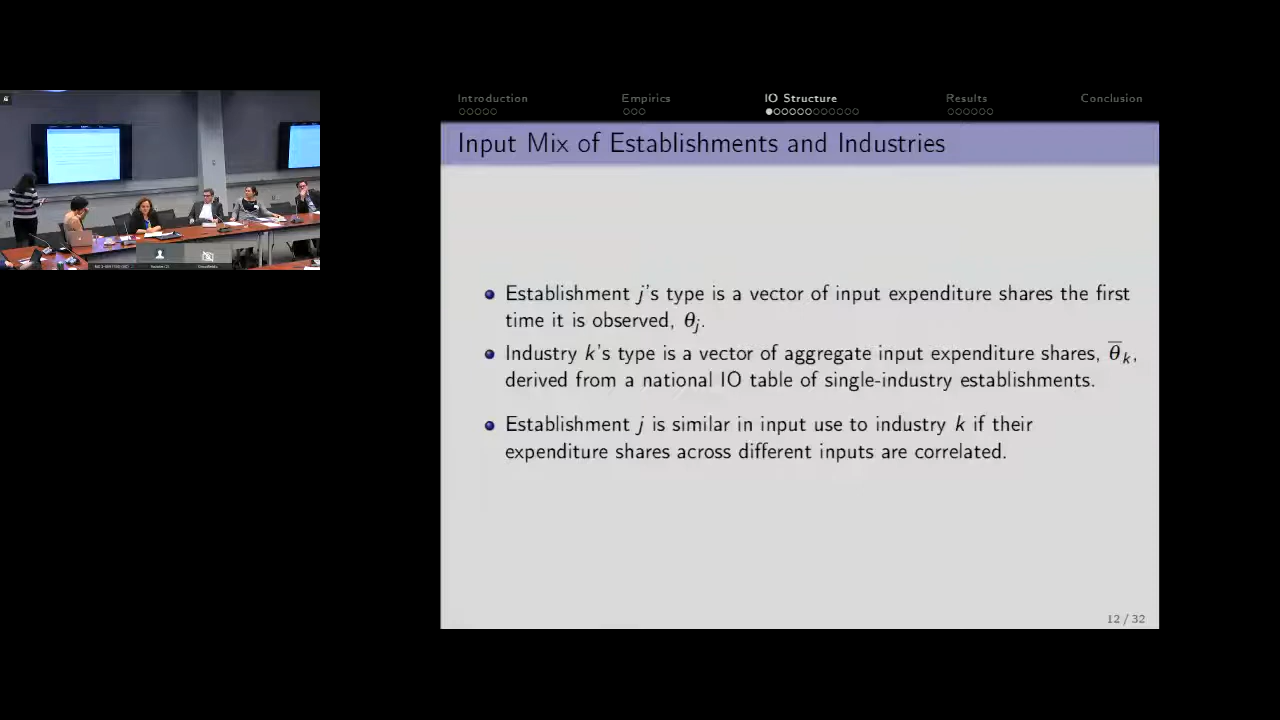 Introduction Empirics IO Structure Results Conclusion
Input Mix of Establishments and Industries
Establishment j's type is a vector of input expenditure shares the first
time it is observed, θj.
Industry k's type is a vector of aggregate input expenditure shares, θ̅k,
derived from a national IO table of single-industry establishments.
Establishment j is similar in input use to industry k if their
expenditure shares across different inputs are correlated.
12 / 32